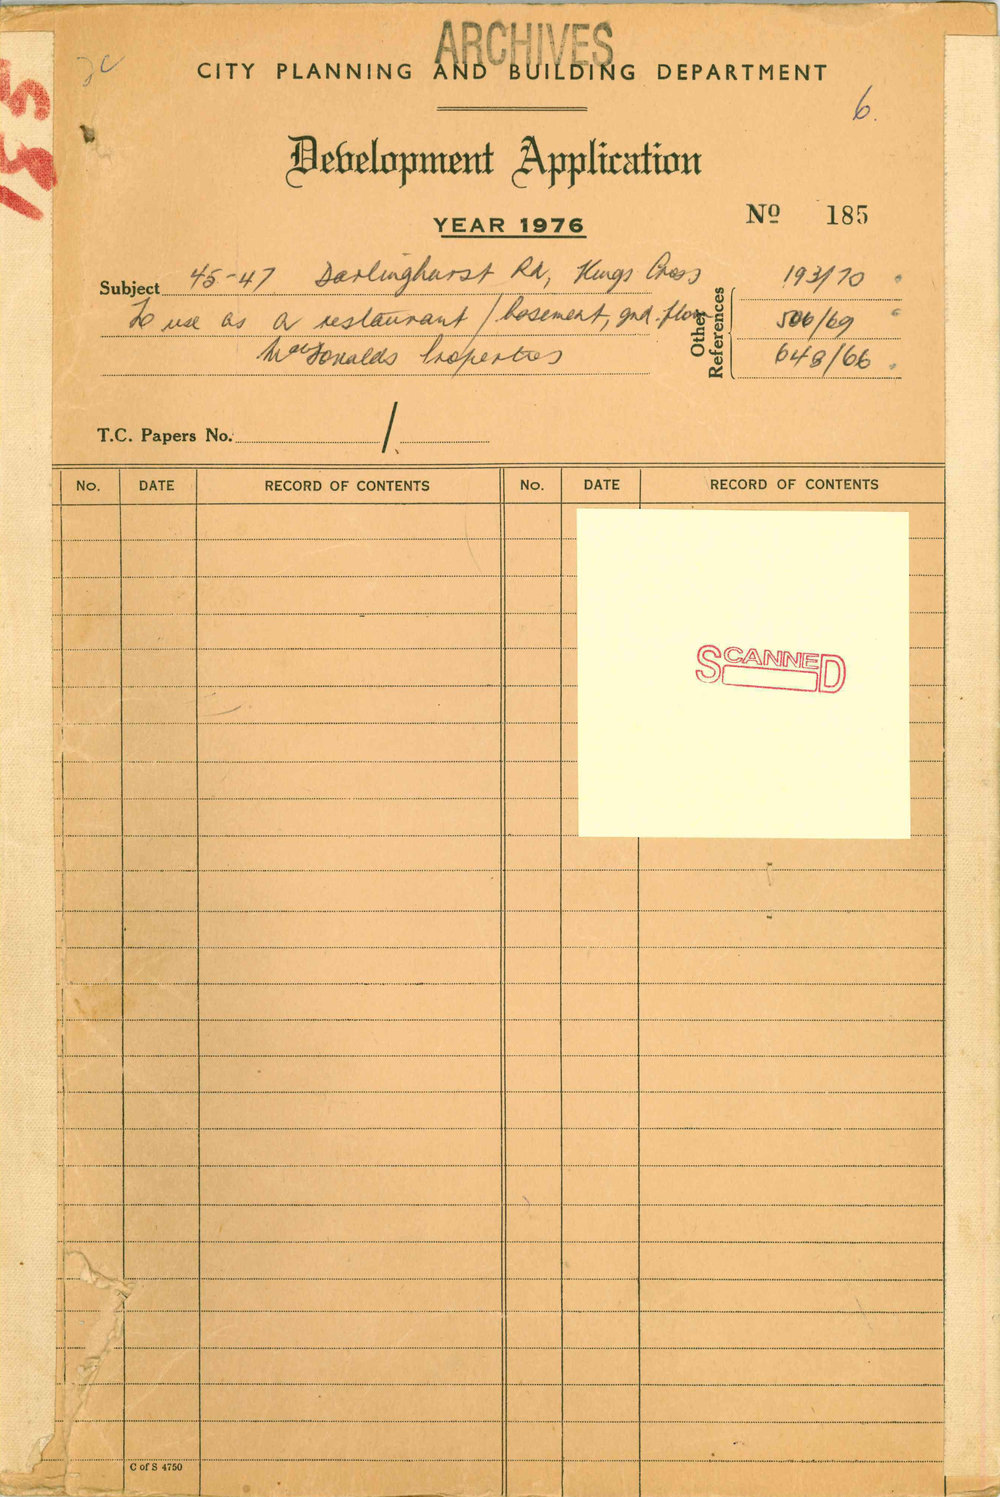 ARCHIVES
CITY PLANNING AND BUILDING DEPARTMENT
6.
Development Application
Nº 185
YEAR 1976
Subject 45-47 Darlinghurst Rd, Kings Cross
To use as a restaurant / basement, gnd. floor
MacDonalds Properties
Other References
193/70
506/69
648/66
T.C. Papers No. /
No. DATE RECORD OF CONTENTS No. DATE RECORD OF CONTENTS
SCANNED
C of S 4750